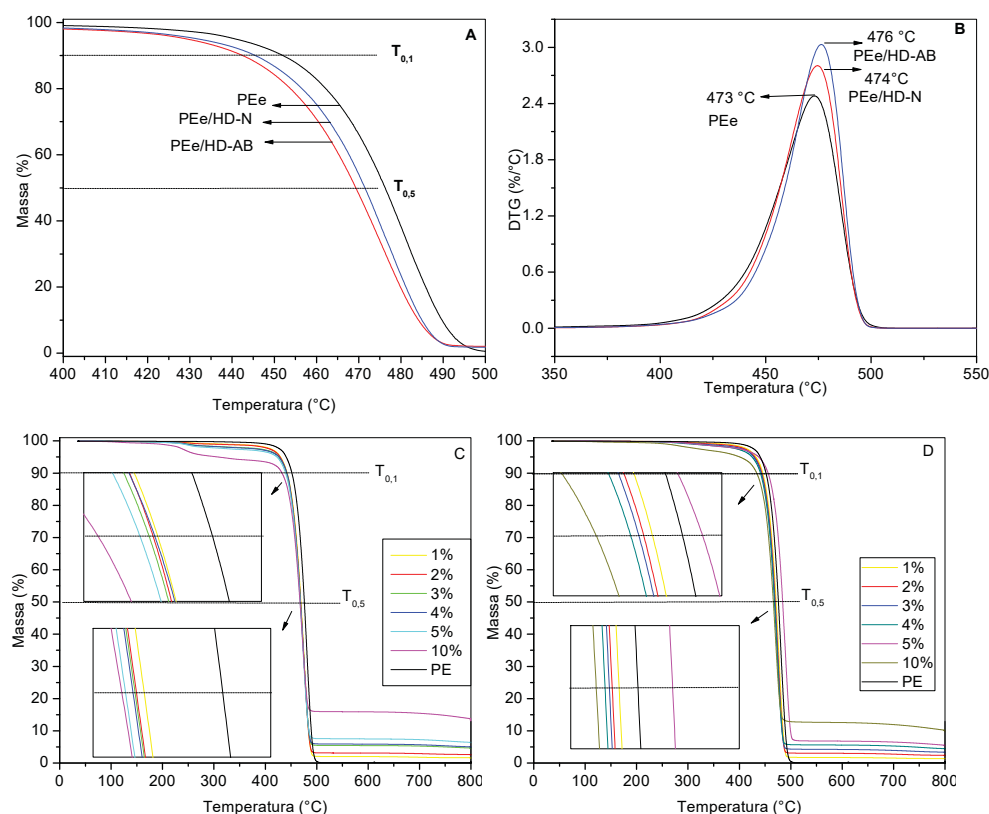 A
100
80
60
40
20
0
Massa (%)
T0,1
PEe
PEe/HD-N
PEe/HD-AB
T0,5
400 410 420 430 440 450 460 470 480 490 500
Temperatura (°C)
B
3.0
2.4
1.8
1.2
0.6
0.0
DTG (%/°C)
476 °C
PEe/HD-AB
474°C
PEe/HD-N
473 °C
PEe
350 400 450 500 550
Temperatura (°C)
C
100
90
80
70
60
50
40
30
20
10
0
Massa (%)
T0,1
T0,5
1%
2%
3%
4%
5%
10%
PE
0 100 200 300 400 500 600 700 800
Temperatura (°C)
D
100
90
80
70
60
50
40
30
20
10
0
Massa (%)
T0,1
T0,5
1%
2%
3%
4%
5%
10%
PE
0 100 200 300 400 500 600 700 800
Temperatura (°C)